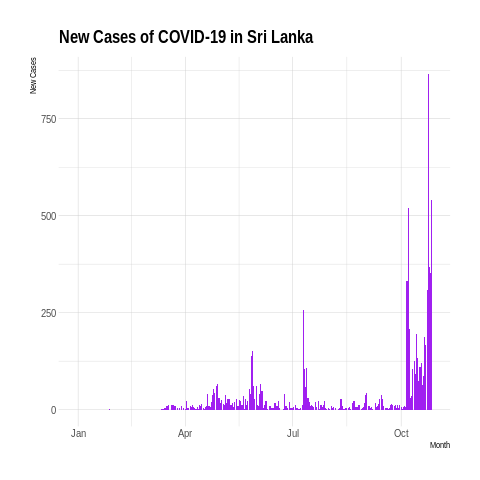 New Cases of COVID-19 in Sri Lanka
New Cases
750
500
250
0
Jan Apr Jul Oct
Month